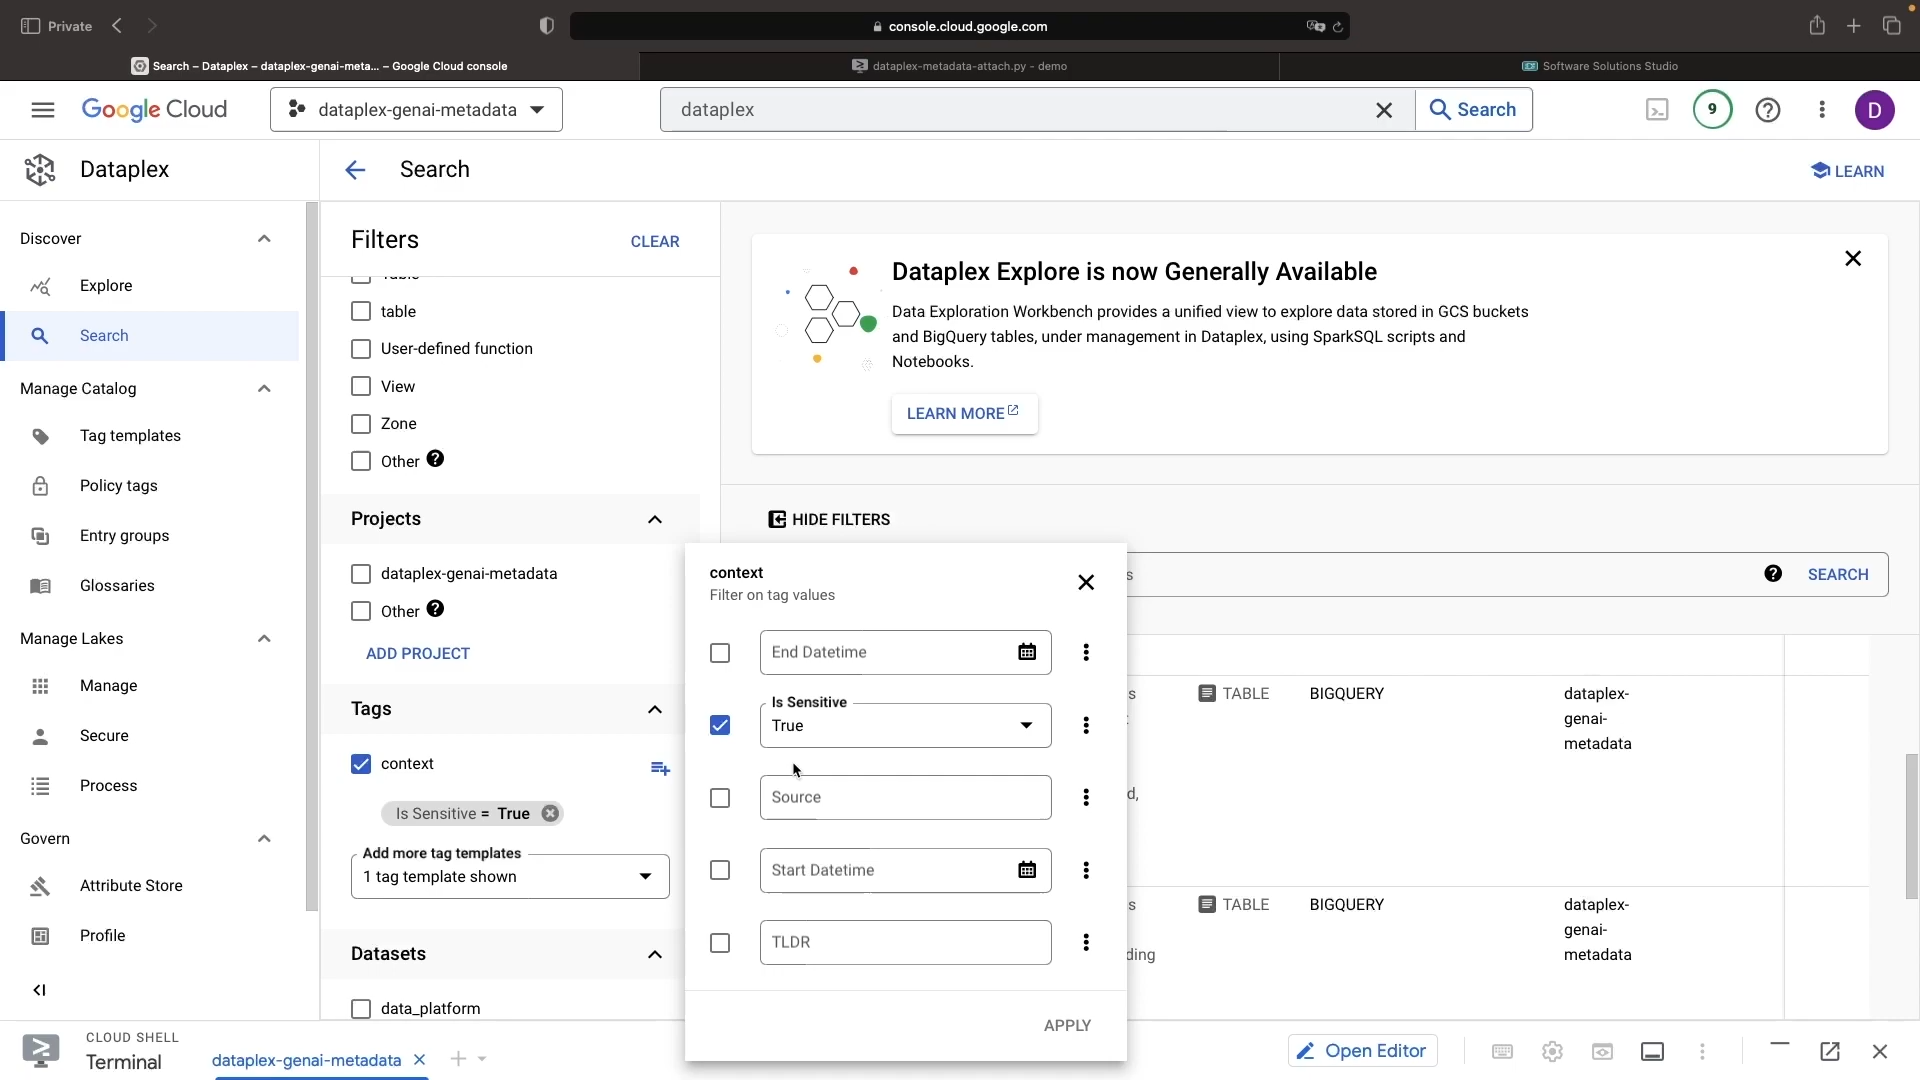 Private
console.cloud.google.com
Search – Dataplex – dataplex-genai-meta... – Google Cloud console
dataplex-metadata-attach.py - demo
Software Solutions Studio
Google Cloud
dataplex-genai-metadata
dataplex
Search
9
D
Dataplex
Search
LEARN
Discover
Explore
Search
Manage Catalog
Tag templates
Policy tags
Entry groups
Glossaries
Manage Lakes
Manage
Secure
Process
Govern
Attribute Store
Profile
Filters
CLEAR
table
User-defined function
View
Zone
Other
Projects
dataplex-genai-metadata
Other
ADD PROJECT
Tags
context
Is Sensitive = True
Add more tag templates
1 tag template shown
Datasets
data_platform
Dataplex Explore is now Generally Available
Data Exploration Workbench provides a unified view to explore data stored in GCS buckets
and BigQuery tables, under management in Dataplex, using SparkSQL scripts and
Notebooks.
LEARN MORE
HIDE FILTERS
s
SEARCH
context
Filter on tag values
End Datetime
Is Sensitive
True
Source
Start Datetime
TLDR
APPLY
s
TABLE
BIGQUERY
dataplex-
genai-
metadata
d,
s
TABLE
BIGQUERY
dataplex-
genai-
metadata
ding
CLOUD SHELL
Terminal
dataplex-genai-metadata
Open Editor